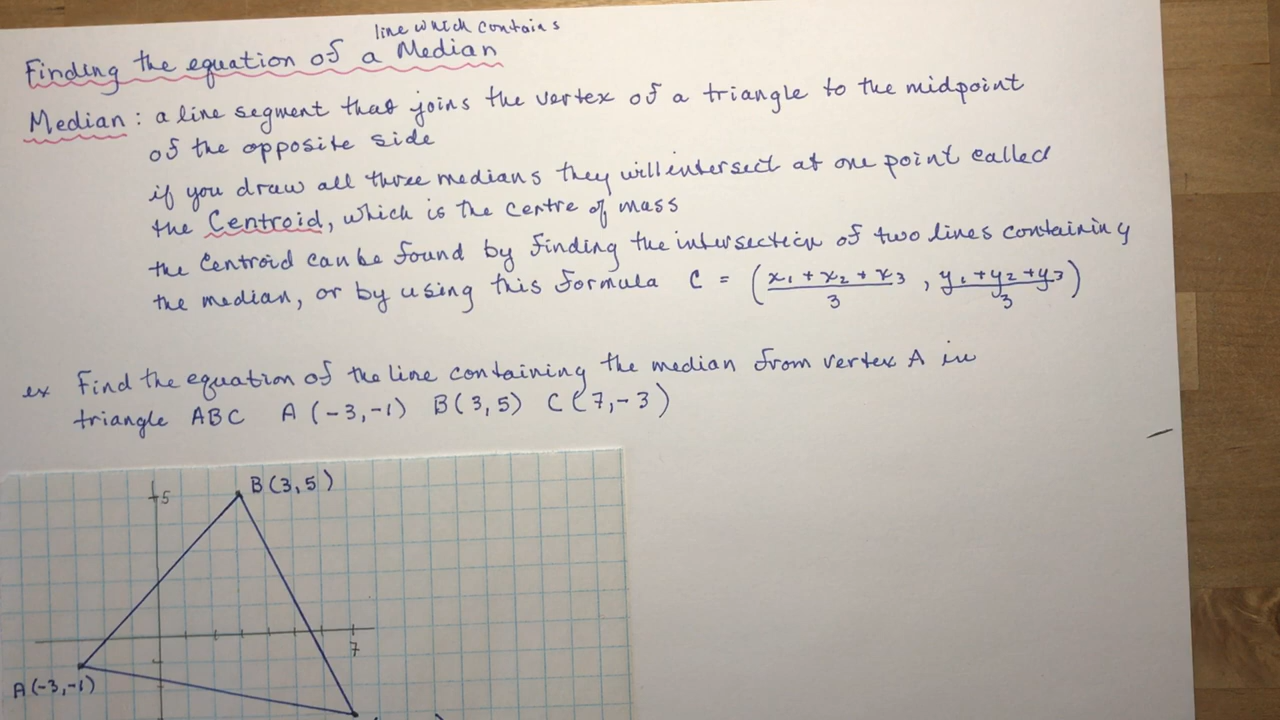 line which contains
Finding the equation of a Median
Median : a line segment that joins the vertex of a triangle to the midpoint
of the opposite side
if you draw all three medians they will intersect at one point called
the Centroid, which is the centre of mass
the Centroid can be found by finding the intersection of two lines containing
the median, or by using this formula C = (x₁ + x₂ + x₃ / 3 , y₁ + y₂ + y₃ / 3)
ex Find the equation of the line containing the median from vertex A in
triangle ABC A (-3,-1) B(3,5) C(7,-3)
5
B(3,5)
7
A(-3,-1)